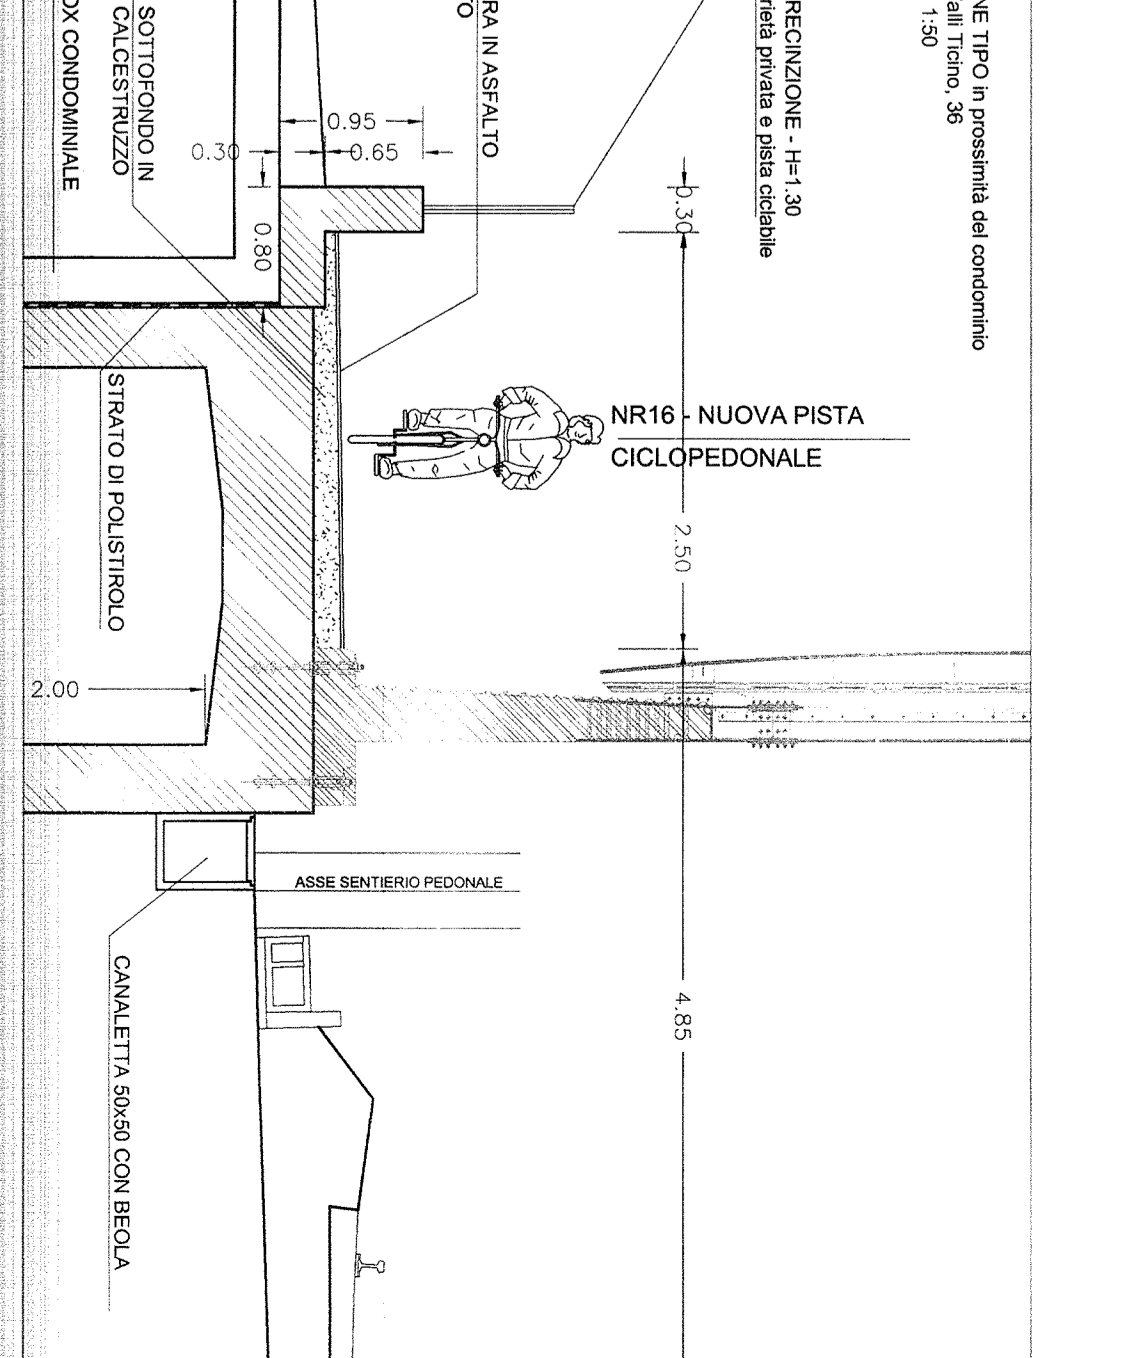 NE TIPO in prossimità del condominio
alli Ticino, 36
1:50
RECINZIONE - H=1.30
rietà privata e pista ciclabile
RA IN ASFALTO
TO
SOTTOFONDO IN
CALCESTRUZZO
OX CONDOMINIALE
0.95
0.30
0.65
0.80
0.30
NR16 - NUOVA PISTA
CICLOPEDONALE
2.50
STRATO DI POLISTIROLO
2.00
ASSE SENTIERIO PEDONALE
4.85
CANALETTA 50x50 CON BEOLA